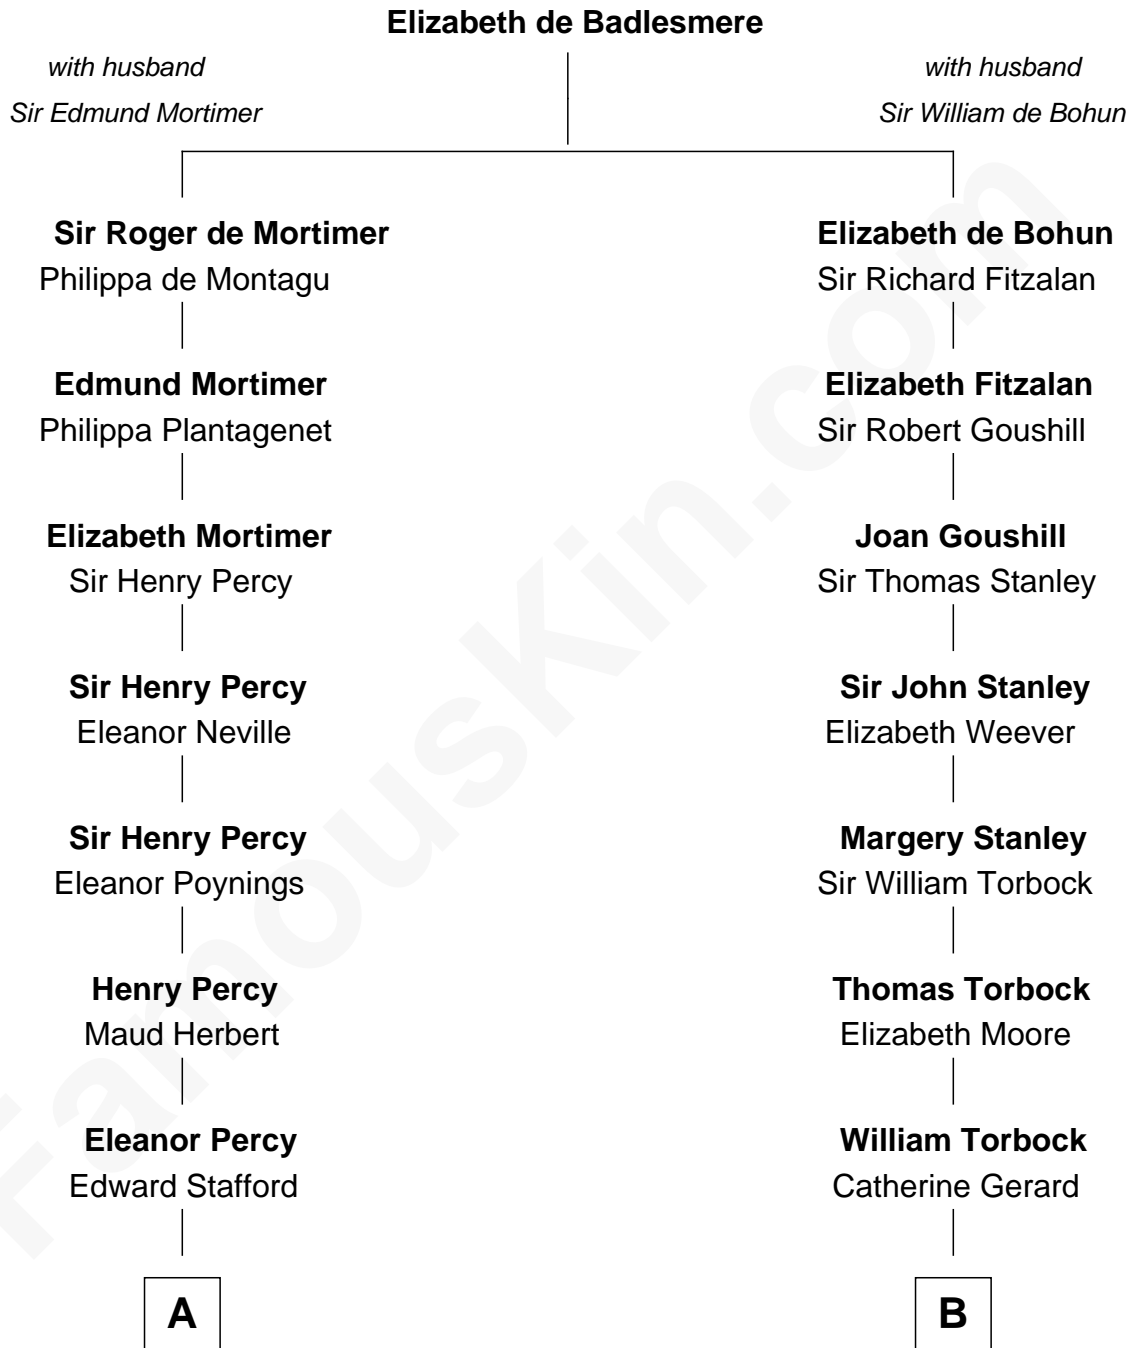 Elizabeth de Badlesmere
with husband
Sir Edmund Mortimer
with husband
Sir William de Bohun
Sir Roger de Mortimer
Philippa de Montagu
Elizabeth de Bohun
Sir Richard Fitzalan
Edmund Mortimer
Philippa Plantagenet
Elizabeth Fitzalan
Sir Robert Goushill
Elizabeth Mortimer
Sir Henry Percy
Joan Goushill
Sir Thomas Stanley
Sir Henry Percy
Eleanor Neville
Sir John Stanley
Elizabeth Weever
Sir Henry Percy
Eleanor Poynings
Margery Stanley
Sir William Torbock
Henry Percy
Maud Herbert
Thomas Torbock
Elizabeth Moore
Eleanor Percy
Edward Stafford
William Torbock
Catherine Gerard
A
B
FamousKin.com